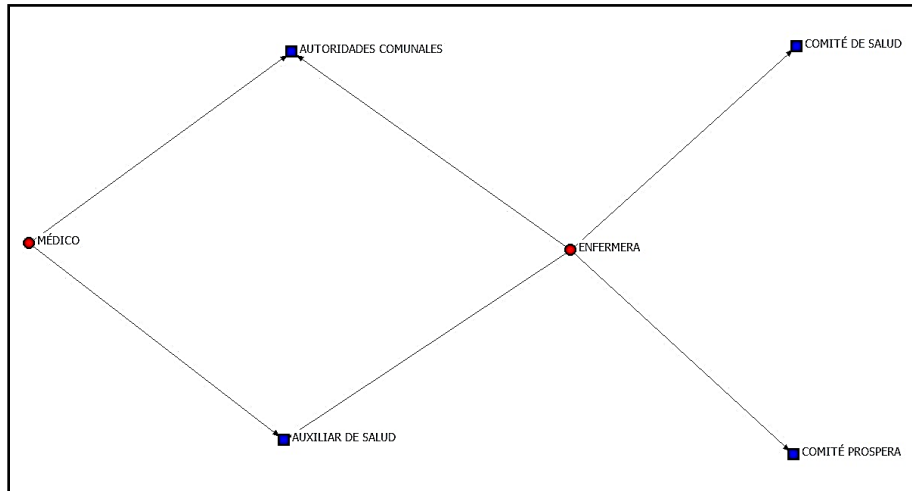 AUTORIDADES COMUNALES
COMITÉ DE SALUD
MÉDICO
ENFERMERA
AUXILIAR DE SALUD
COMITÉ PROSPERA